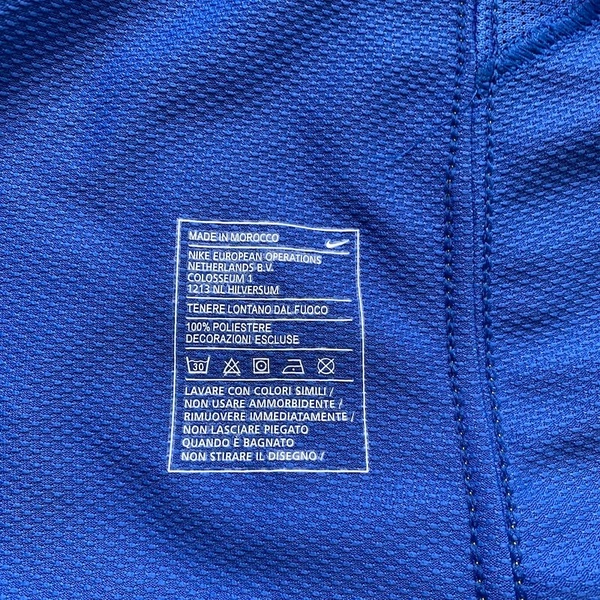 MADE IN MOROCCO
NIKE EUROPEAN OPERATIONS
NETHERLANDS B.V.
COLOSSEUM 1
1213 NL HILVERSUM
TENERE LONTANO DAL FUOCO
100% POLIESTERE
DECORAZIONI ESCLUSE
30
LAVARE CON COLORI SIMILI /
NON USARE AMMORBIDENTE /
RIMUOVERE IMMEDIATAMENTE /
NON LASCIARE PIEGATO
QUANDO È BAGNATO
NON STIRARE IL DISEGNO /